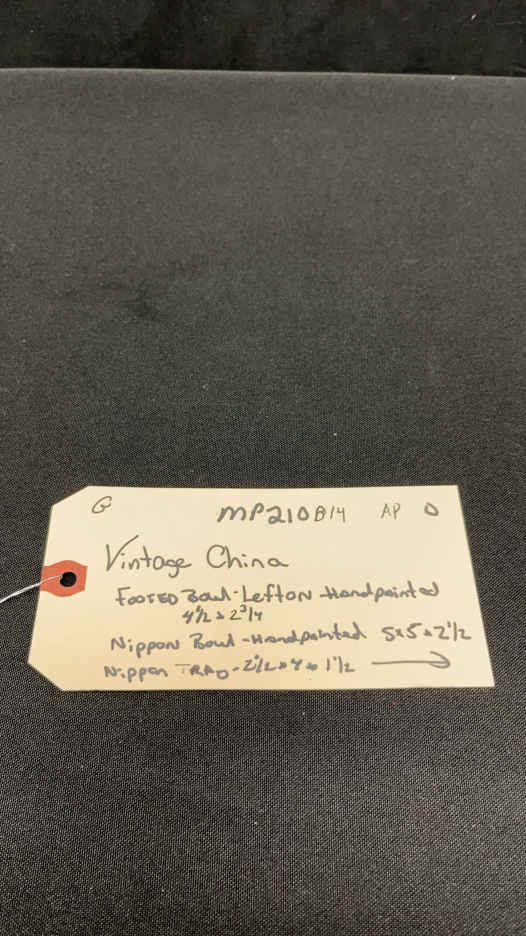 G MP210B14 AP O
Vintage China
FOOTED Bowl-Lefton-Handpainted
4 1/2 x 2 3/4
Nippon Bowl-Handpainted 5x5x2 1/2
Nippon - 2 1/2 x 4 x 1 1/2 →